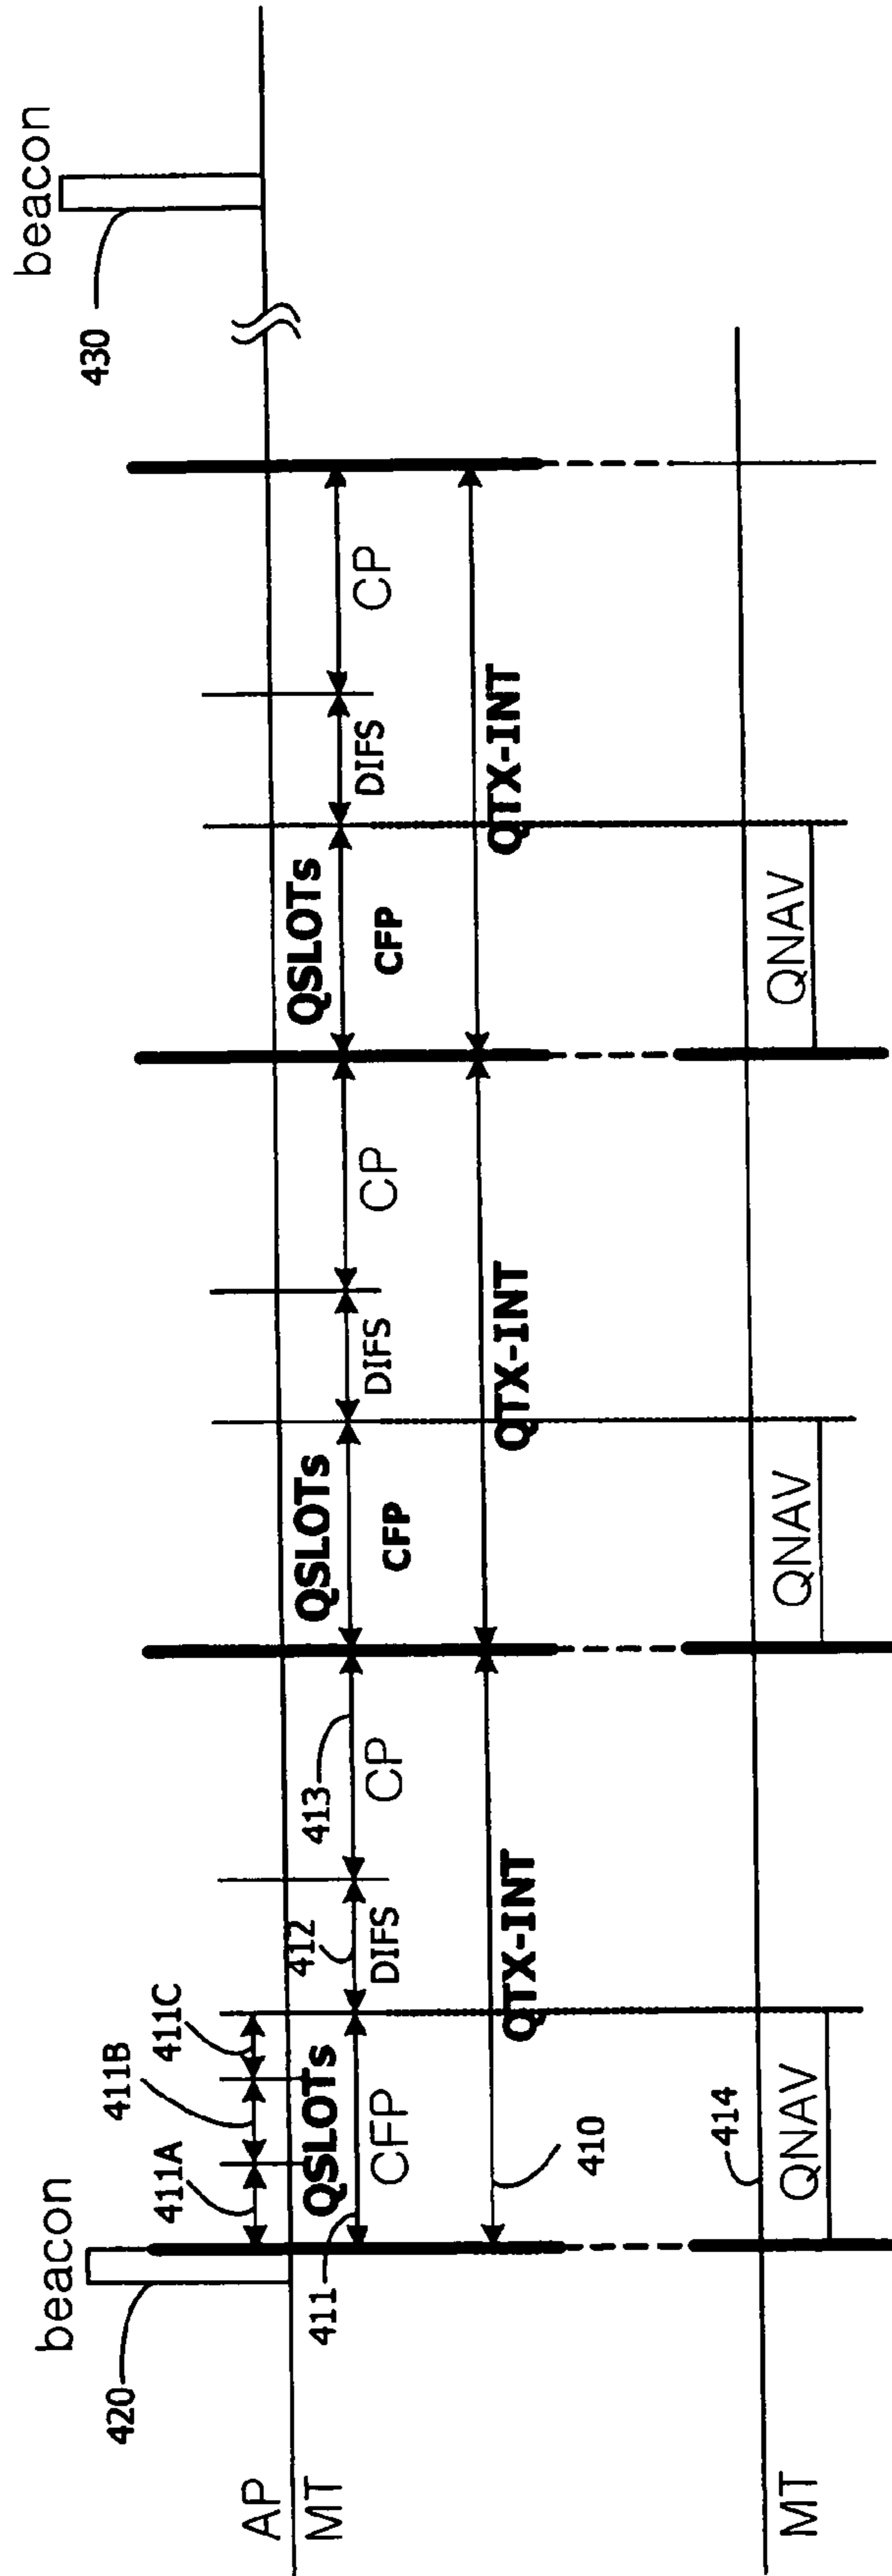 beacon
beacon
420
430
411A
411B
411C
AP
MT
QSLOTs
QSLOTs
QSLOTs
411
412
413
CFP
DIFS
CP
CFP
DIFS
CP
CFP
DIFS
CP
QTX-INT
QTX-INT
QTX-INT
410
414
MT
QNAV
QNAV
QNAV